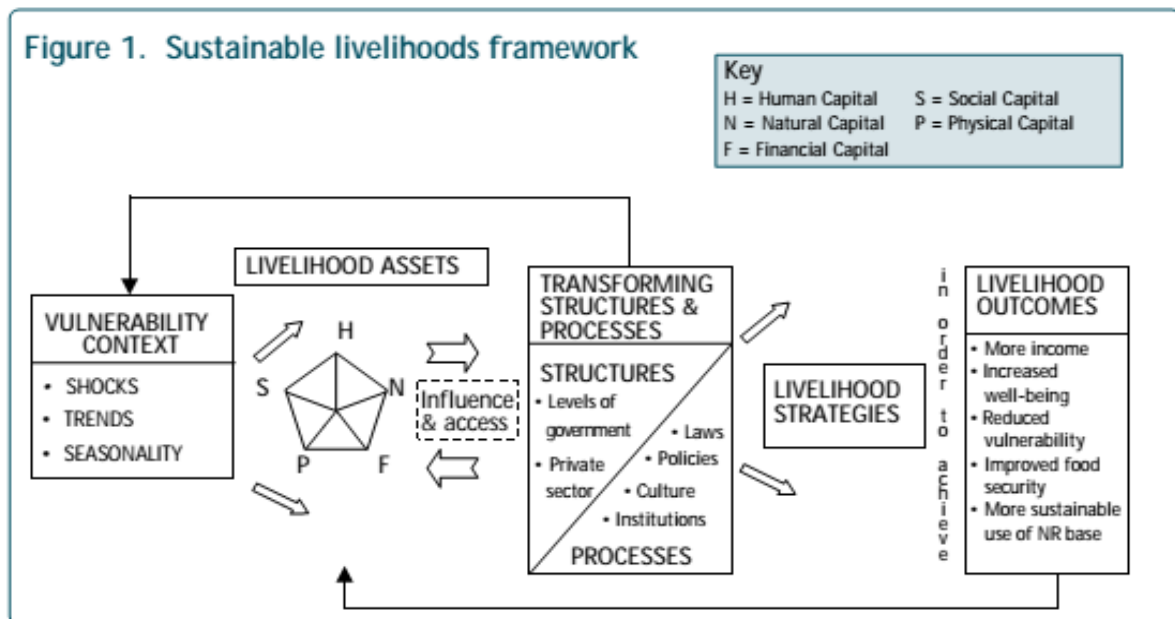 Figure 1. Sustainable livelihoods framework
Key
H = Human Capital S = Social Capital
N = Natural Capital P = Physical Capital
F = Financial Capital
VULNERABILITY
CONTEXT
• SHOCKS
• TRENDS
• SEASONALITY
LIVELIHOOD ASSETS
H
S
N
P
F
Influence
& access
TRANSFORMING
STRUCTURES &
PROCESSES
STRUCTURES
• Levels of
government
• Private
sector
• Laws
• Policies
• Culture
• Institutions
PROCESSES
LIVELIHOOD
STRATEGIES
in order to achieve
LIVELIHOOD
OUTCOMES
• More income
• Increased
well-being
• Reduced
vulnerability
• Improved food
security
• More sustainable
use of NR base